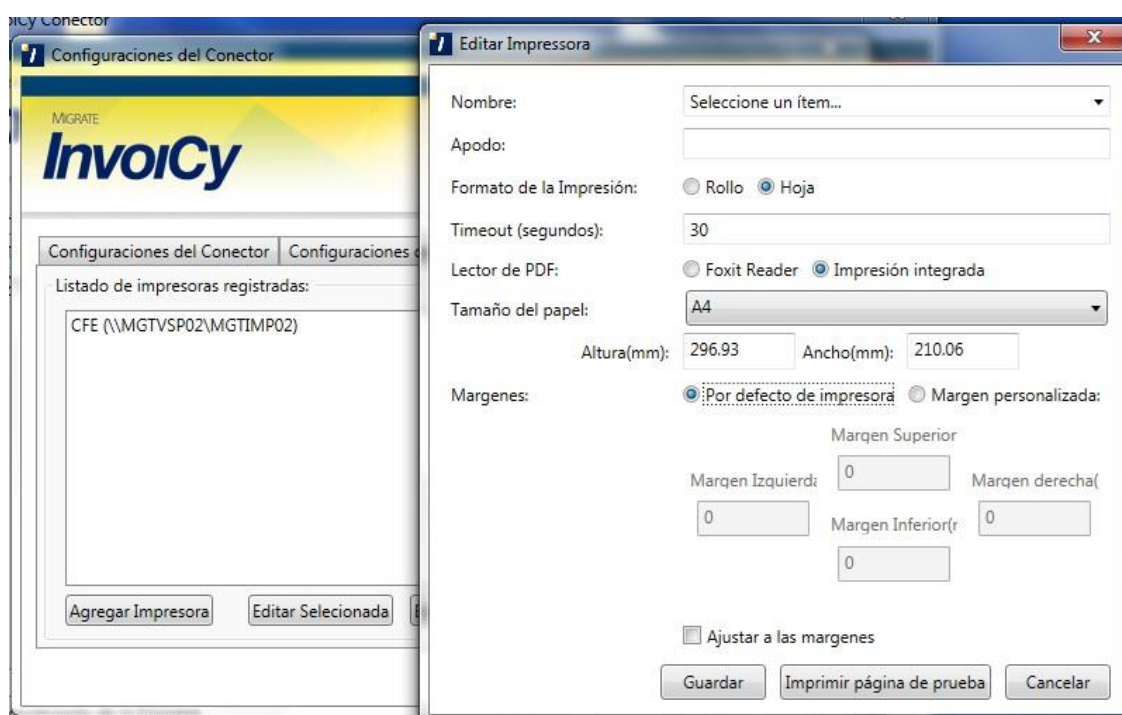 Cy Conector
Configuraciones del Conector
MIGRATE
InvoiCy
Configuraciones del Conector
Configuraciones
Listado de impresoras registradas:
CFE (\\MGTVSP02\MGTIMP02)
Agregar Impresora
Editar Selecionada
Editar Impressora
Nombre:
Seleccione un ítem...
Apodo:
Formato de la Impresión:
Rollo
Hoja
Timeout (segundos):
30
Lector de PDF:
Foxit Reader
Impresión integrada
Tamaño del papel:
A4
Altura(mm):
296.93
Ancho(mm):
210.06
Margenes:
Por defecto de impresora
Margen personalizada:
Margen Superior
0
Margen Izquierda
Margen derecha(
0
0
Margen Inferior(
0
Ajustar a las margenes
Guardar
Imprimir página de prueba
Cancelar